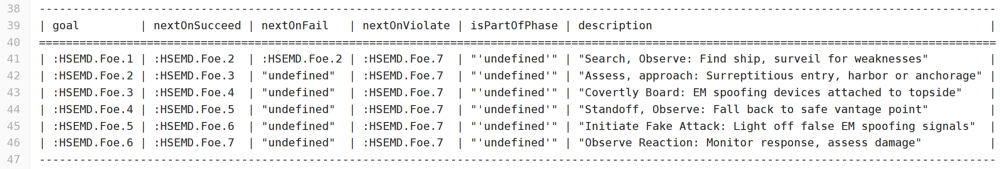 38 ----------------------------------------------------------------------------------------------------------------------------------------------
39 | goal         | nextOnSucceed | nextOnFail   | nextOnViolate | isPartOfPhase | description                                                  |
40 ==============================================================================================================================================
41 | :HSEMD.Foe.1 | :HSEMD.Foe.2  | :HSEMD.Foe.2 | :HSEMD.Foe.7  | "'undefined'" | "Search, Observe: Find ship, surveil for weaknesses"         |
42 | :HSEMD.Foe.2 | :HSEMD.Foe.3  | "undefined"  | :HSEMD.Foe.7  | "'undefined'" | "Assess, approach: Surreptitious entry, harbor or anchorage" |
43 | :HSEMD.Foe.3 | :HSEMD.Foe.4  | "undefined"  | :HSEMD.Foe.7  | "'undefined'" | "Covertly Board: EM spoofing devices attached to topside"    |
44 | :HSEMD.Foe.4 | :HSEMD.Foe.5  | "undefined"  | :HSEMD.Foe.7  | "'undefined'" | "Standoff, Observe: Fall back to safe vantage point"         |
45 | :HSEMD.Foe.5 | :HSEMD.Foe.6  | "undefined"  | :HSEMD.Foe.7  | "'undefined'" | "Initiate Fake Attack: Light off false EM spoofing signals"  |
46 | :HSEMD.Foe.6 | :HSEMD.Foe.7  | "undefined"  | :HSEMD.Foe.7  | "'undefined'" | "Observe Reaction: Monitor response, assess damage"          |
47 ----------------------------------------------------------------------------------------------------------------------------------------------